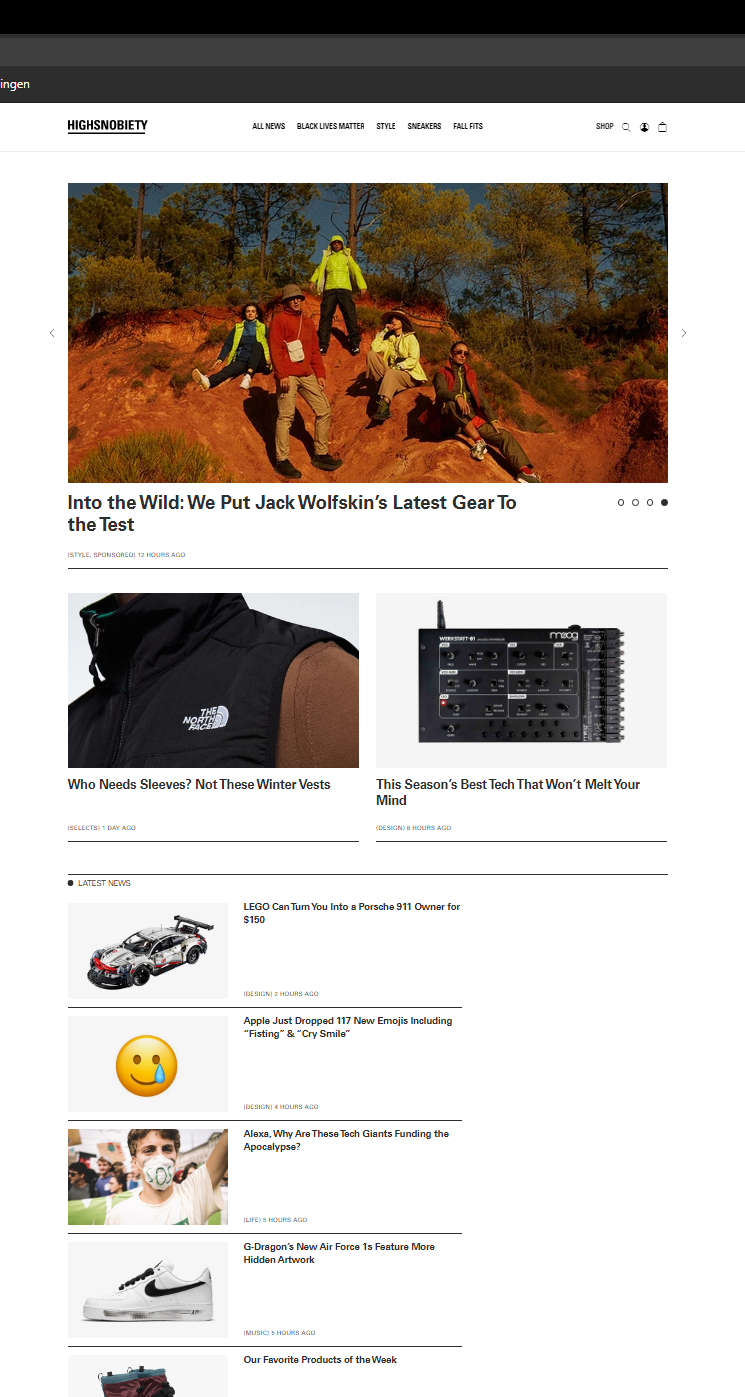 ingen
HIGHSNOBIETY
ALL NEWS BLACK LIVES MATTER STYLE SNEAKERS FALL FITS
SHOP
Into the Wild: We Put Jack Wolfskin’s Latest Gear To
the Test
(STYLE, SPONSORED) 12 HOURS AGO
THE
NORTH
FACE
Who Needs Sleeves? Not These Winter Vests
(SELECTS) 1 DAY AGO
WERKSTATT-01
moog
This Season’s Best Tech That Won’t Melt Your
Mind
(DESIGN) 6 HOURS AGO
LATEST NEWS
LEGO Can Turn You Into a Porsche 911 Owner for
$150
(DESIGN) 2 HOURS AGO
Apple Just Dropped 117 New Emojis Including
“Fisting” & “Cry Smile”
(DESIGN) 4 HOURS AGO
SOS
Alexa, Why Are These Tech Giants Funding the
Apocalypse?
(LIFE) 5 HOURS AGO
G-Dragon’s New Air Force 1s Feature More
Hidden Artwork
(MUSIC) 5 HOURS AGO
Our Favorite Products of the Week